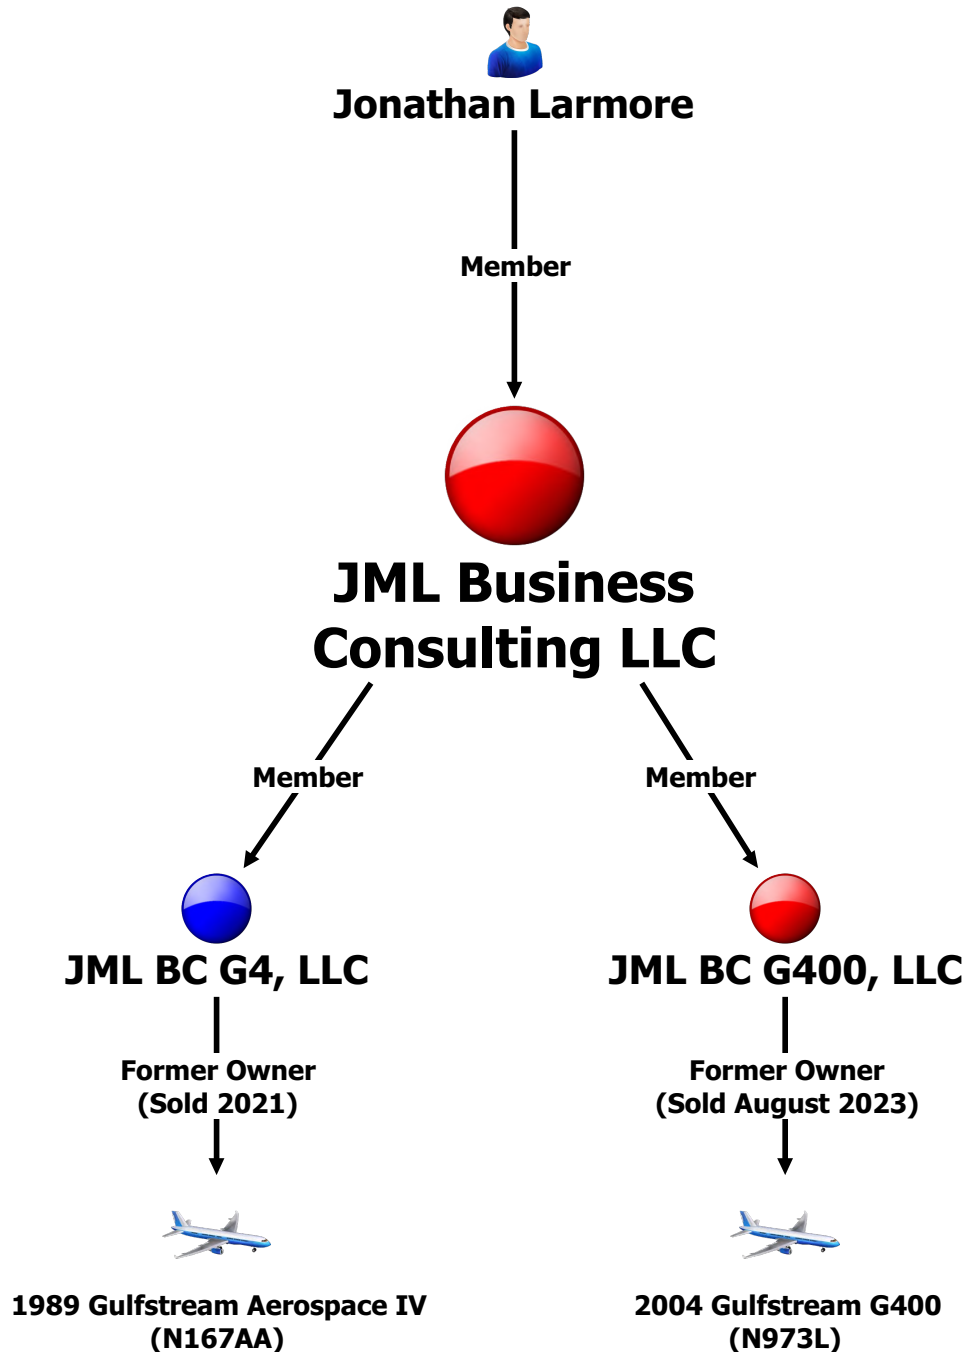 Jonathan Larmore
Member
JML Business
Consulting LLC
Member
Member
JML BC G4, LLC
JML BC G400, LLC
Former Owner
(Sold 2021)
Former Owner
(Sold August 2023)
1989 Gulfstream Aerospace IV
(N167AA)
2004 Gulfstream G400
(N973L)